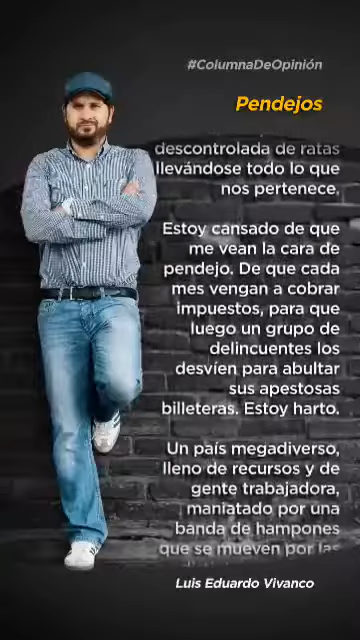 #ColumnaDeOpinión
Pendejos
descontrolada de ratas
llevándose todo lo que
nos pertenece.
Estoy cansado de que
me vean la cara de
pendejo. De que cada
mes vengan a cobrar
impuestos, para que
luego un grupo de
delincuentes los
desvíen para abultar
sus apestosas
billeteras. Estoy harto.
Un país megadiverso,
lleno de recursos y de
gente trabajadora,
maniatado por una
banda de hampones
que se mueven por las
Luis Eduardo Vivanco